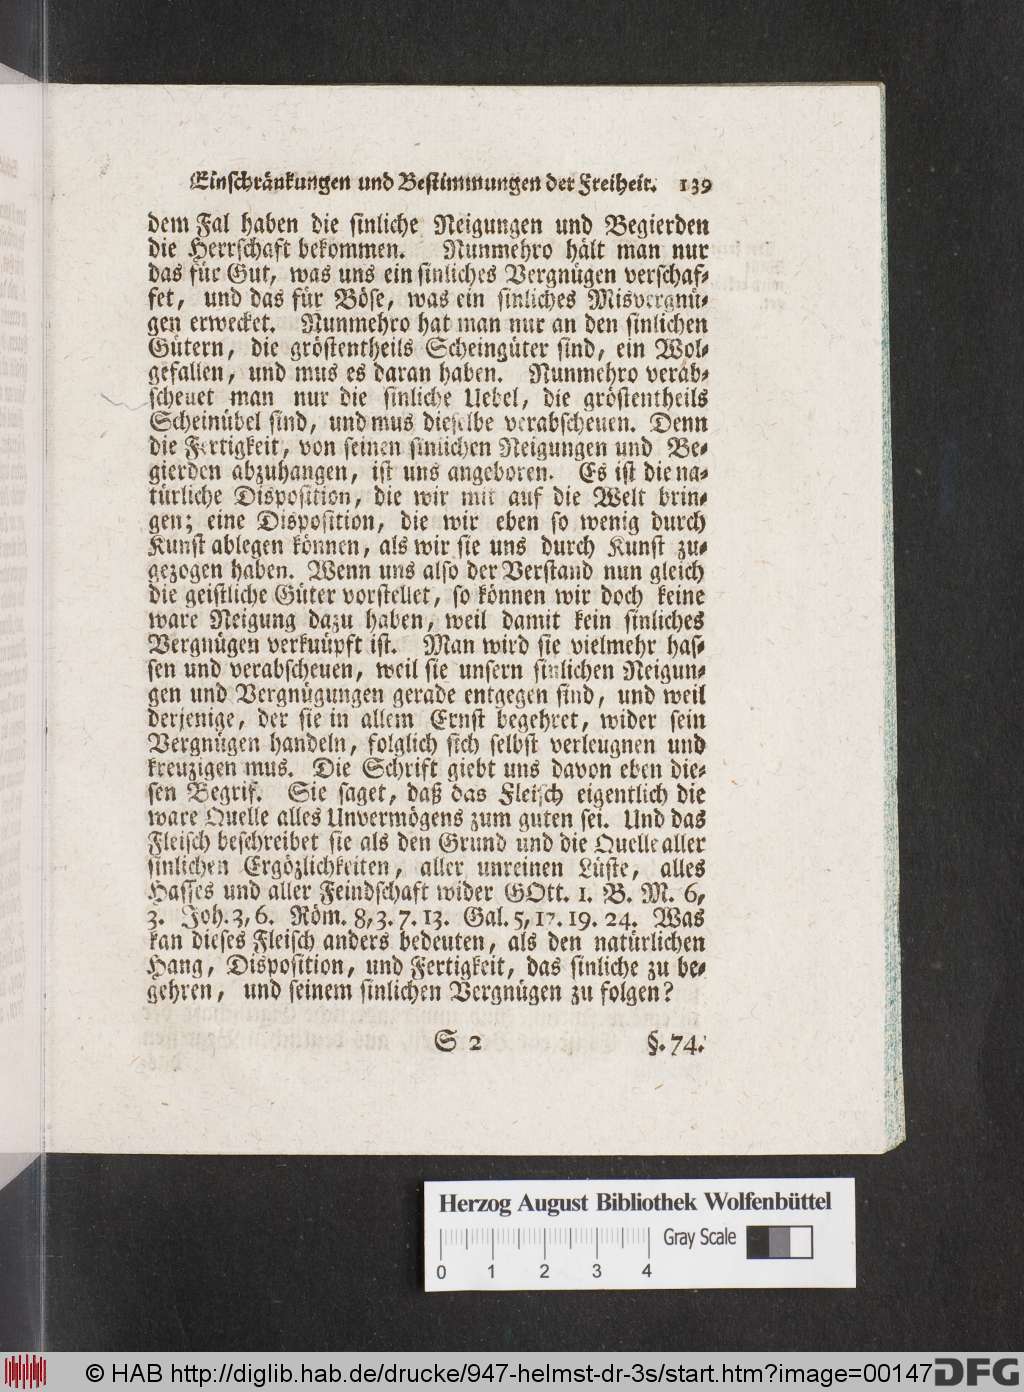 Einschränkungen und Bestimmungen der Freiheit. 139
dem Fal haben die sinliche Neigungen und Begierden
die Herrschaft bekommen. Nunmehro hält man nur
das für Gut, was uns ein sinliches Vergnügen verschaf-
fet, und das für Böse, was ein sinliches Misvergnü-
gen erwecket. Nunmehro hat man nur an den sinlichen
Gütern, die gröstentheils Scheingüter sind, ein Wol-
gefallen, und mus es daran haben. Nunmehro verab-
scheuet man nur die sinliche Uebel, die gröstentheils
Scheinübel sind, und mus dieselbe verabscheuen. Denn
die Fertigkeit, von seinen sinlichen Neigungen und Be-
gierden abzuhangen, ist uns angeboren. Es ist die na-
türliche Disposition, die wir mit auf die Welt brin-
gen; eine Disposition, die wir eben so wenig durch
Kunst ablegen können, als wir sie uns durch Kunst zu-
gezogen haben. Wenn uns also der Verstand nun gleich
die geistliche Güter vorstellet, so können wir doch keine
ware Neigung dazu haben, weil damit kein sinliches
Vergnügen verknüpft ist. Man wird sie vielmehr has-
sen und verabscheuen, weil sie unsern sinlichen Neigun-
gen und Vergnügungen gerade entgegen sind, und weil
derjenige, der sie in allem Ernst begehret, wider sein
Vergnügen handeln, folglich sich selbst verleugnen und
kreuzigen mus. Die Schrift giebt uns davon eben die-
sen Begrif. Sie saget, daß das Fleisch eigentlich die
ware Quelle alles Unvermögens zum guten sei. Und das
Fleisch beschreibet sie als den Grund und die Quelle aller
sinlichen Ergözlichkeiten, aller unreinen Lüste, alles
Hasses und aller Feindschaft wider GOtt. 1. B. M. 6,
3. Joh. 3, 6. Röm. 8, 3. 7. 13. Gal. 5, 17. 19. 24. Was
kan dieses Fleisch anders bedeuten, als den natürlichen
Hang, Disposition, und Fertigkeit, das sinliche zu be-
gehren, und seinem sinlichen Vergnügen zu folgen?
S 2 §. 74.
Herzog August Bibliothek Wolfenbüttel
Gray Scale
0 1 2 3 4
© HAB http://diglib.hab.de/drucke/947-helmst-dr-3s/start.htm?image=00147
DFG